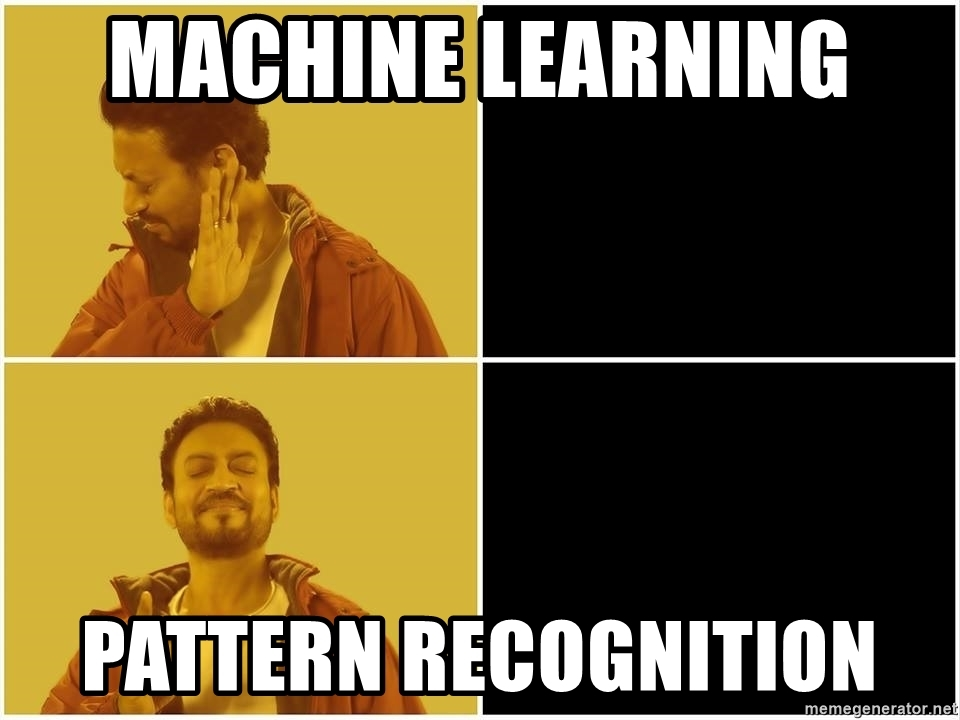 MACHINE LEARNING
PATTERN RECOGNITION
memegenerator.net